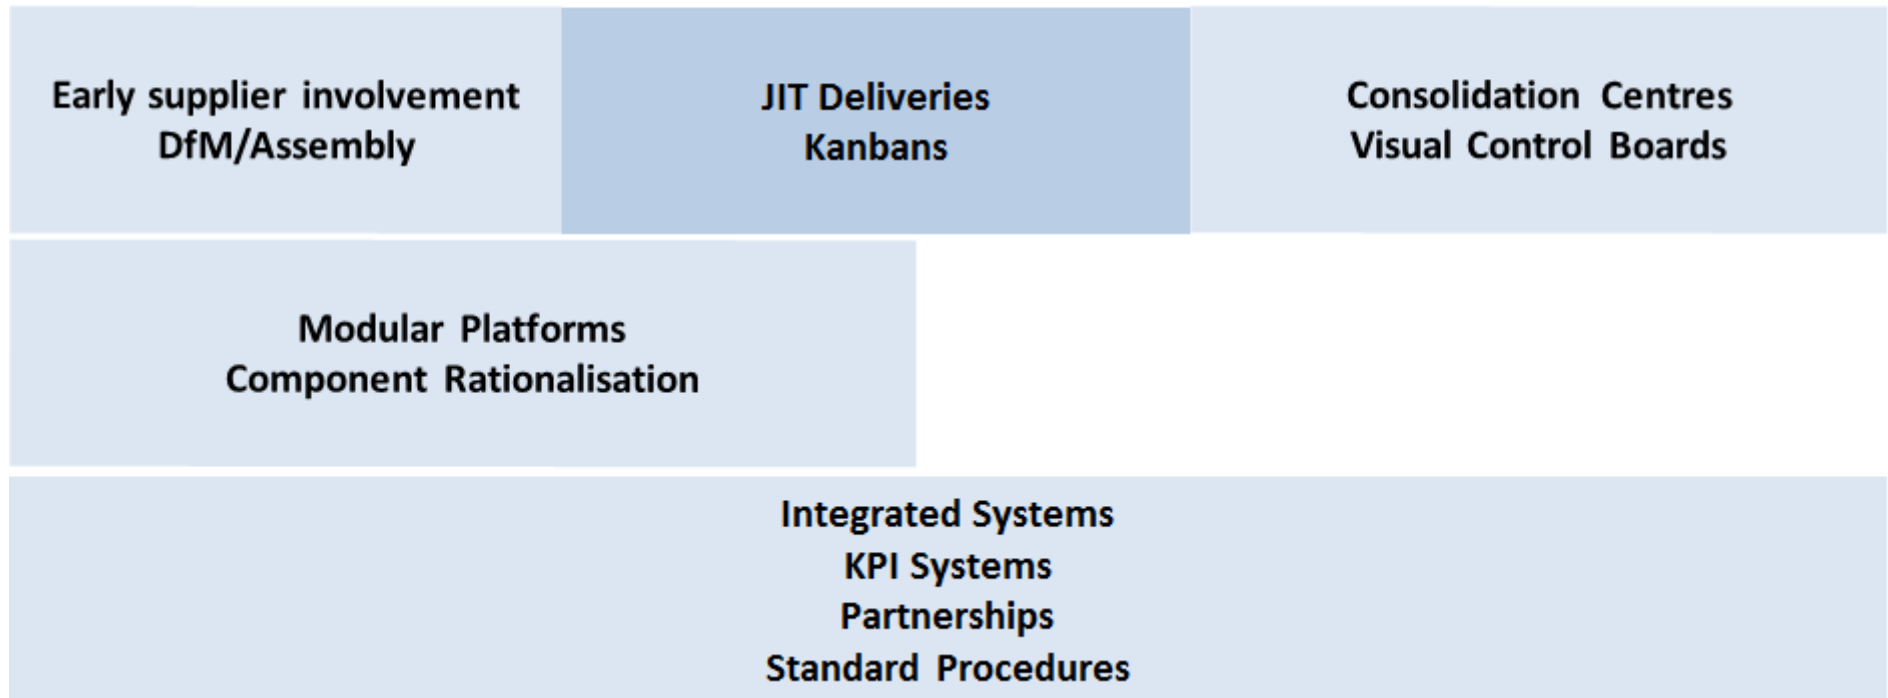 Early supplier involvement
DfM/Assembly
JIT Deliveries
Kanbans
Consolidation Centres
Visual Control Boards
Modular Platforms
Component Rationalisation
Integrated Systems
KPI Systems
Partnerships
Standard Procedures